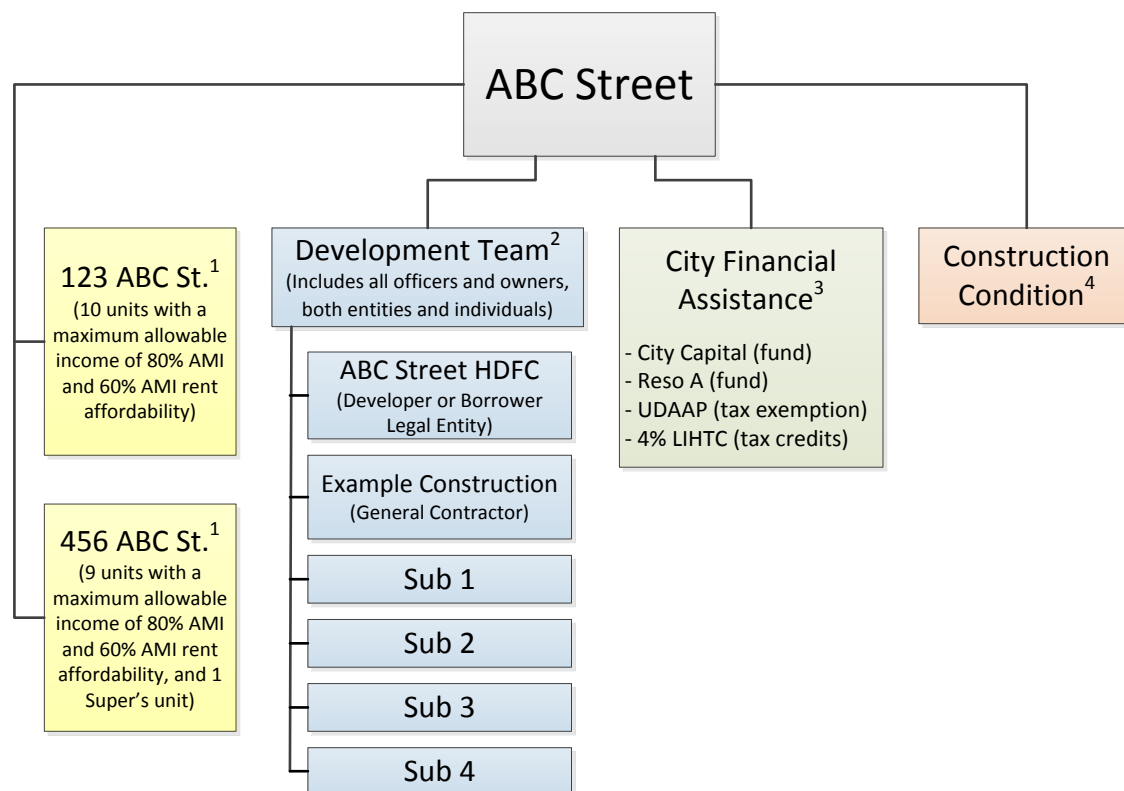 ABC Street
123 ABC St.1
(10 units with a
maximum allowable
income of 80% AMI
and 60% AMI rent
affordability)
456 ABC St.1
(9 units with a
maximum allowable
income of 80% AMI
and 60% AMI rent
affordability, and 1
Super’s unit)
Development Team2
(Includes all officers and owners,
both entities and individuals)
ABC Street HDFC
(Developer or Borrower
Legal Entity)
Example Construction
(General Contractor)
Sub 1
Sub 2
Sub 3
Sub 4
City Financial
Assistance3
- City Capital (fund)
- Reso A (fund)
- UDAAP (tax exemption)
- 4% LIHTC (tax credits)
Construction
Condition4